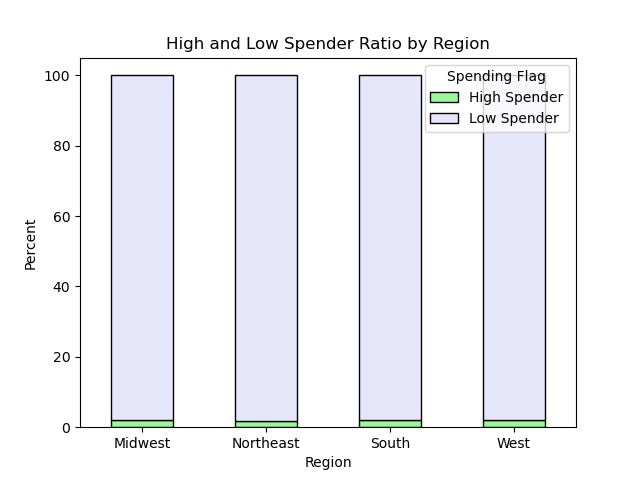 High and Low Spender Ratio by Region
Spending Flag
High Spender
Low Spender
100
80
60
40
20
0
Percent
Midwest
Northeast
South
West
Region